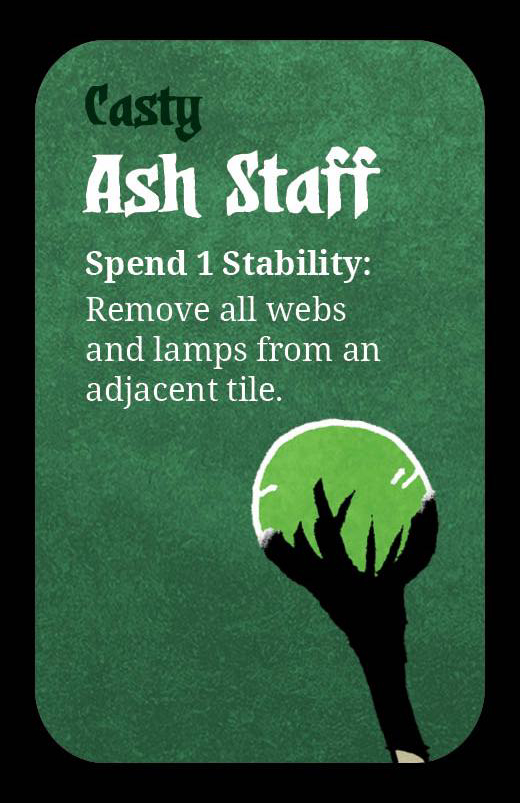 Casty
Ash Staff
Spend 1 Stability:
Remove all webs
and lamps from an
adjacent tile.